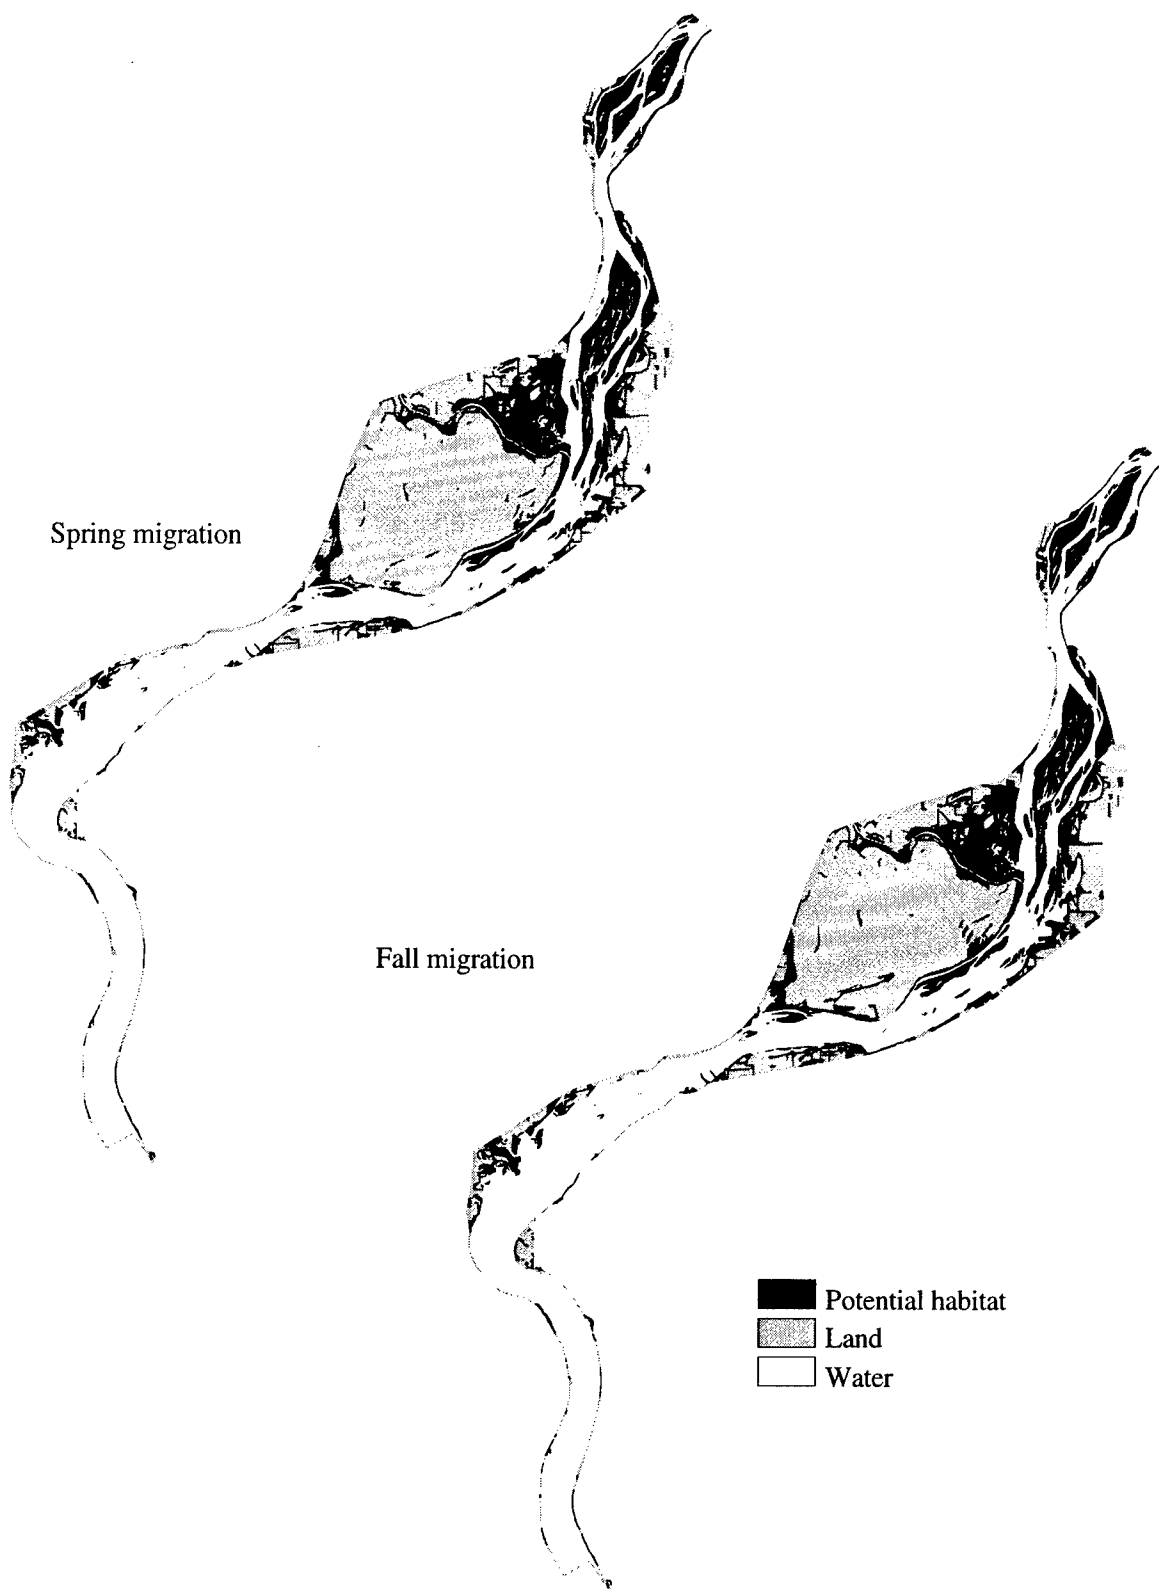 Spring migration
Fall migration
Potential habitat
Land
Water